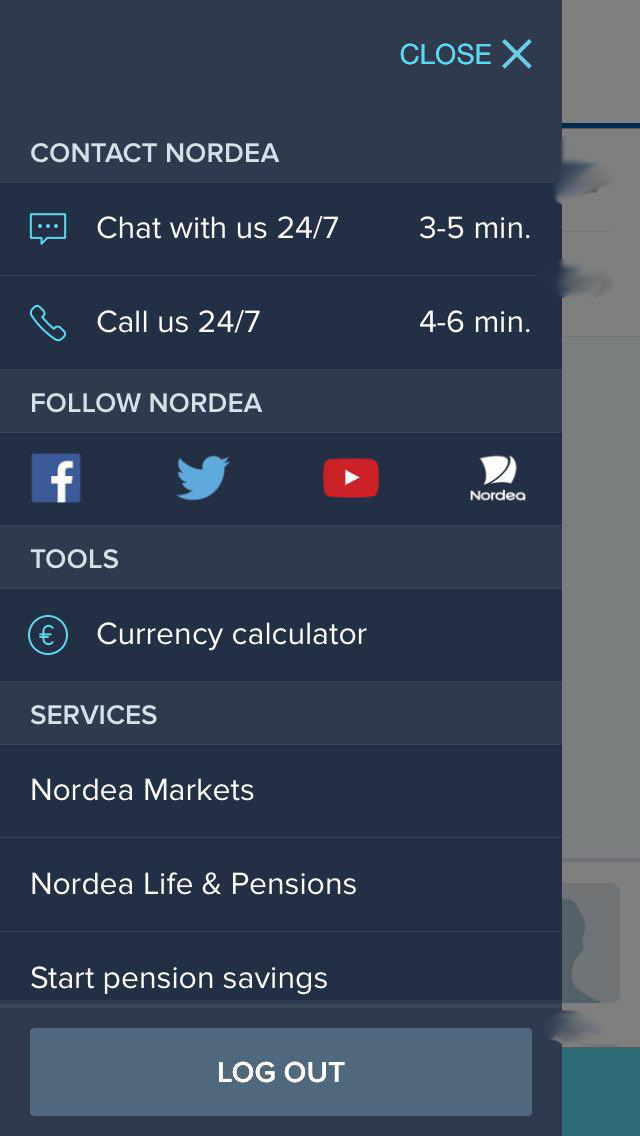 CLOSE
CONTACT NORDEA
Chat with us 24/7 3-5 min.
Call us 24/7 4-6 min.
FOLLOW NORDEA
Nordea
TOOLS
Currency calculator
SERVICES
Nordea Markets
Nordea Life & Pensions
Start pension savings
LOG OUT